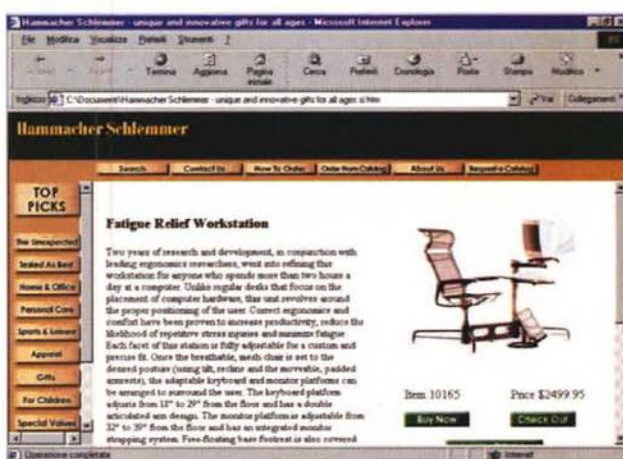 Hammacher Schlemmer - unique and innovative gifts for all ages - Microsoft Internet Explorer
File Modifica Visualizza Preferiti Strumenti ?
Termina Aggiorna Pagina iniziale Cerca Preferiti Cronologia Posta Stampa Modifica
Indirizzo C:\Documenti\Hammacher Schlemmer - unique and innovative gifts for all ages si.htm Vai Collegamenti
Hammacher Schlemmer
Search Contact Us How To Order Order from Catalog About Us Request a Catalog
TOP
PICKS
The Unexpected
Tested As Best
Home & Office
Personal Care
Sports & Leisure
Apparel
Gifts
For Children
Special Values
Fatigue Relief Workstation
Two years of research and development, in conjunction with
leading ergonomics researchers, went into refining this
workstation for anyone who spends more than two hours a
day at a computer. Unlike regular desks that focus on the
placement of computer hardware, this unit revolves around
the proper positioning of the user. Correct ergonomics and
comfort have been proven to increase productivity, reduce the
likelihood of repetitive stress injuries and minimize fatigue.
Each facet of this station is fully adjustable for a custom and
precise fit. Once the breathable, mesh chair is set to the
desired posture (using tilt, recline and the moveable, padded
armrests), the adaptable keyboard and monitor platforms can
be arranged to surround the user. The keyboard platform
adjusts from to 29" from the floor and has a double
articulated arm design. The monitor platform is adjustable from
32" to 39" from the floor and has an integrated monitor
strapping system. Free-floating base footrest is also covered
Item 10165 Price $2499.95
Buy Now Check Out
Operazione completata Internet